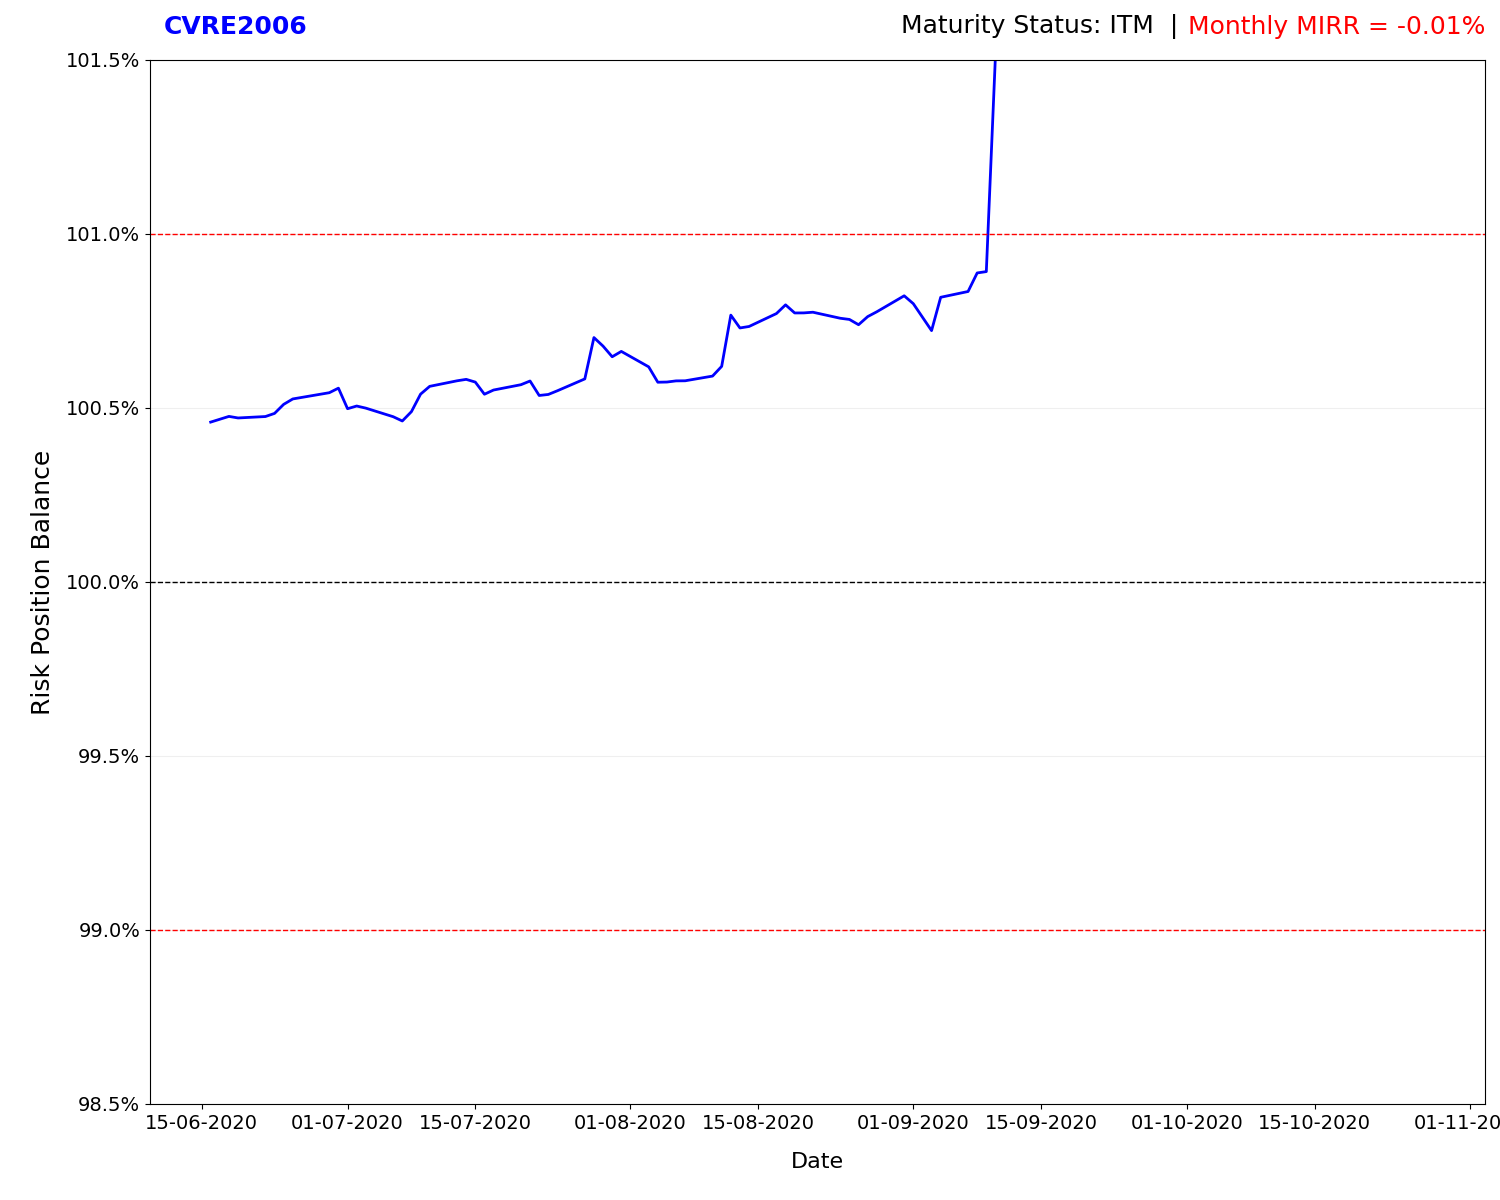 CVRE2006
Maturity Status: ITM | Monthly MIRR = -0.01%
101.5%
101.0%
100.5%
100.0%
99.5%
99.0%
98.5%
Risk Position Balance
15-06-2020 01-07-2020 15-07-2020 01-08-2020 15-08-2020 01-09-2020 15-09-2020 01-10-2020 15-10-2020 01-11-20
Date